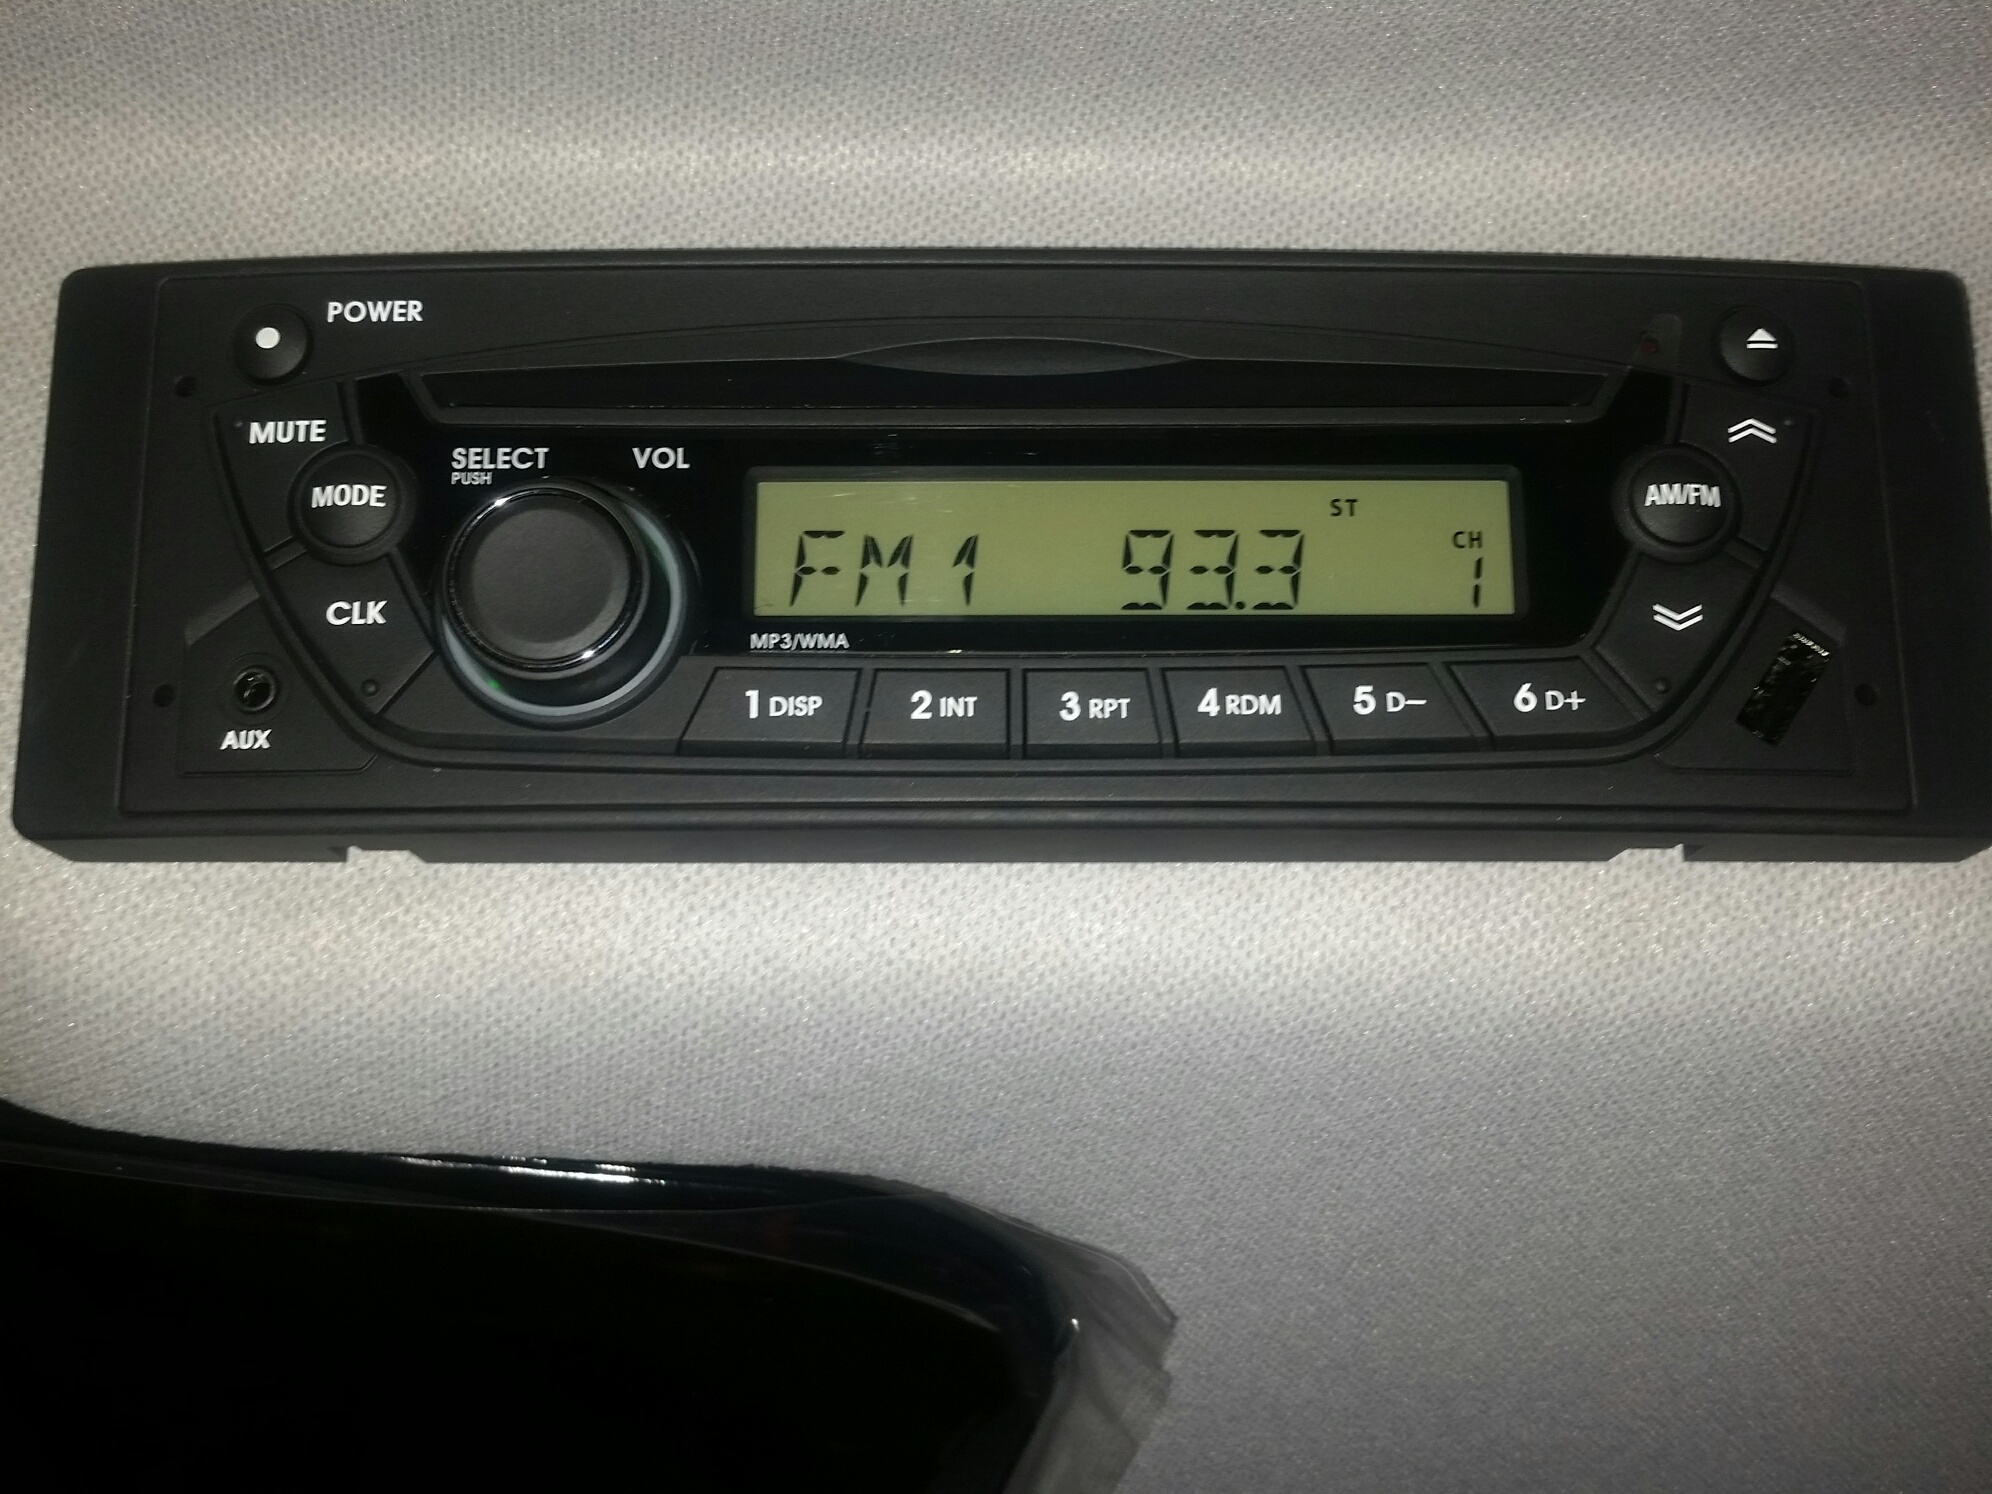 POWER
MUTE
MODE
CLK
AUX
SELECT
PUSH
VOL
ST
FM1 93.3
CH
1
MP3/WMA
AM/FM
1 DISP
2 INT
3 RPT
4 RDM
5 D−
6 D+